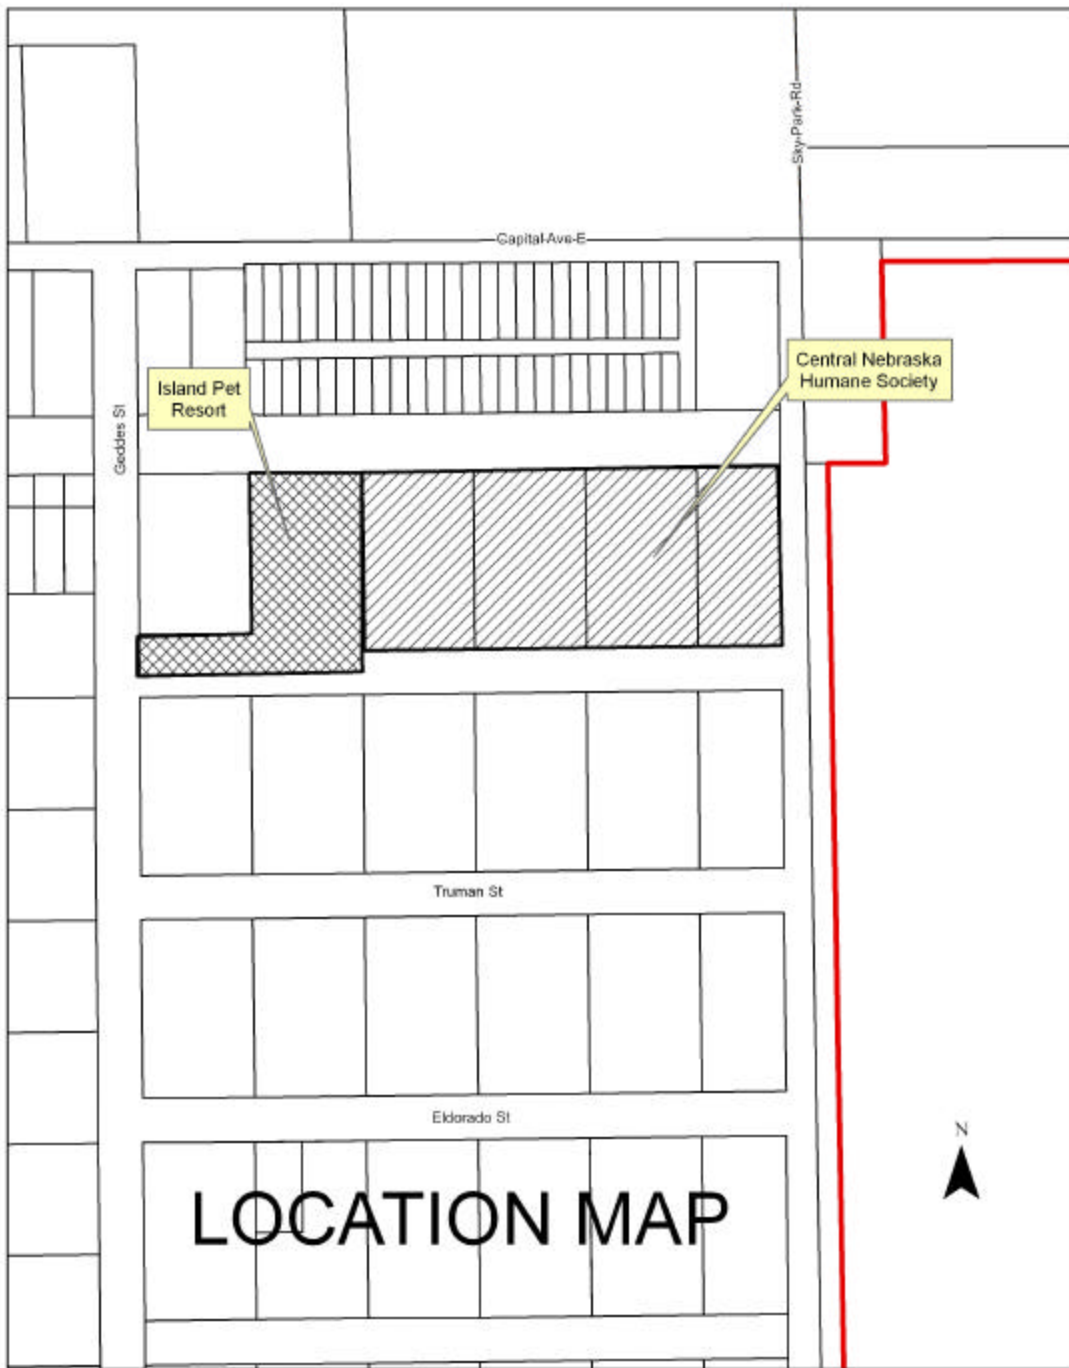 Sky-Park-Rd
Capital-Ave-E
Central Nebraska
Humane Society
Island Pet
Resort
Geddes St
Truman St
Eldorado St
N
LOCATION MAP